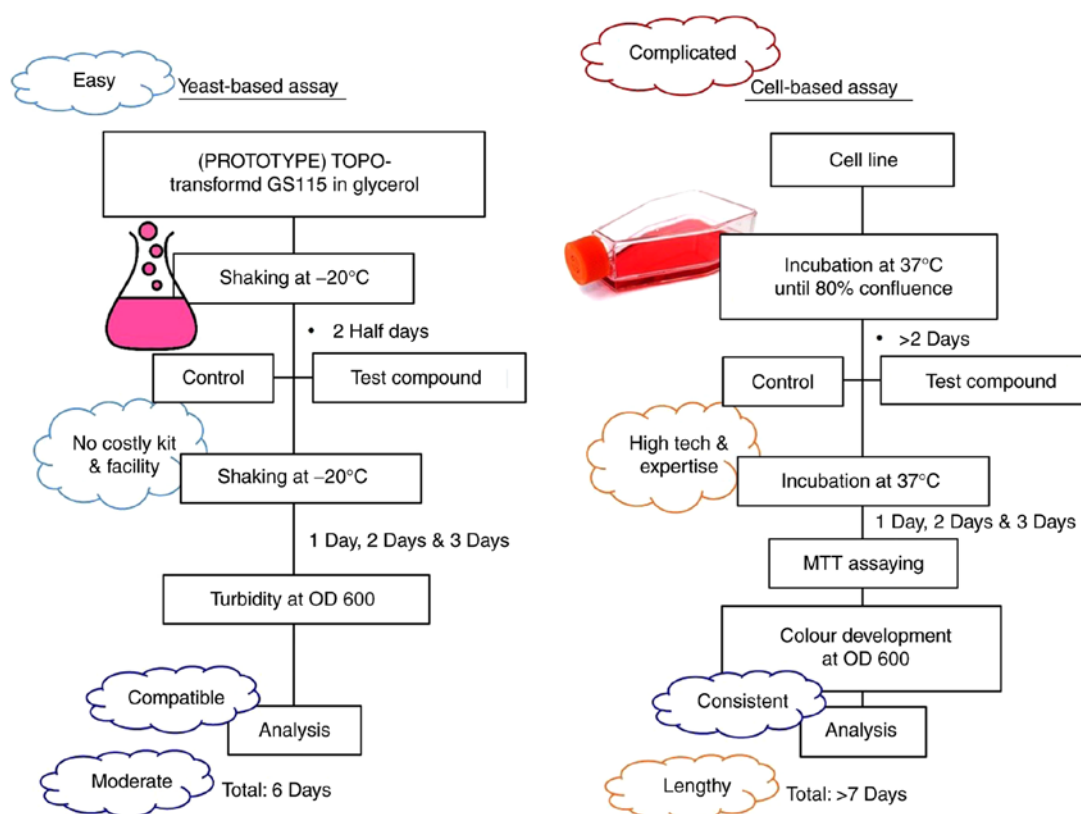 Easy
Yeast-based assay
(PROTOTYPE) TOPO-
transformd GS115 in glycerol
Shaking at –20°C
• 2 Half days
Control
Test compound
No costly kit
& facility
Shaking at –20°C
1 Day, 2 Days & 3 Days
Turbidity at OD 600
Compatible
Analysis
Moderate
Total: 6 Days
Complicated
Cell-based assay
Cell line
Incubation at 37°C
until 80% confluence
• >2 Days
Control
Test compound
High tech &
expertise
Incubation at 37°C
1 Day, 2 Days & 3 Days
MTT assaying
Colour development
at OD 600
Consistent
Analysis
Lengthy
Total: >7 Days